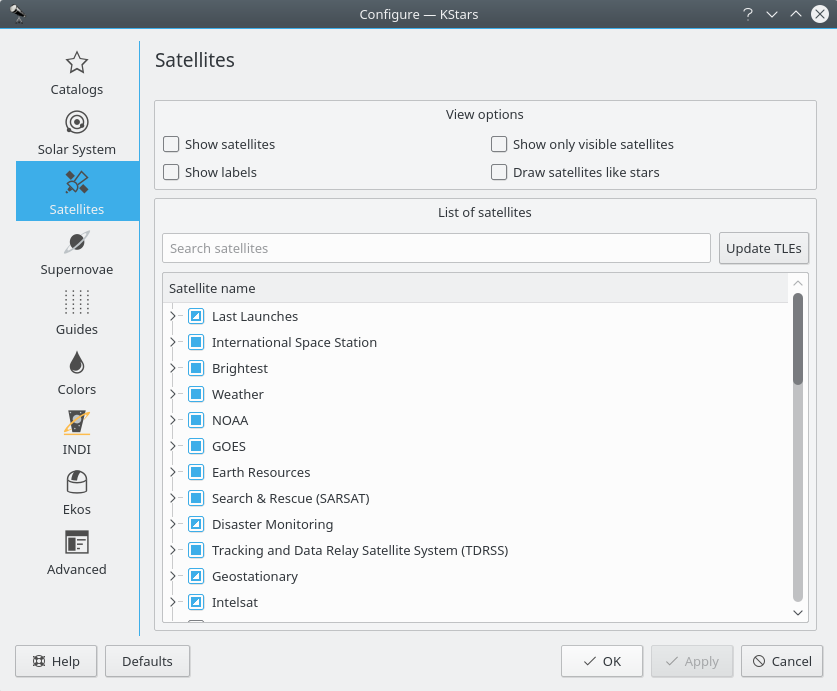 Configure — KStars
?
Catalogs
Solar System
Satellites
Supernovae
Guides
Colors
INDI
Ekos
Advanced
Satellites
View options
Show satellites
Show only visible satellites
Show labels
Draw satellites like stars
List of satellites
Search satellites
Update TLEs
Satellite name
Last Launches
International Space Station
Brightest
Weather
NOAA
GOES
Earth Resources
Search & Rescue (SARSAT)
Disaster Monitoring
Tracking and Data Relay Satellite System (TDRSS)
Geostationary
Intelsat
Help
Defaults
OK
Apply
Cancel